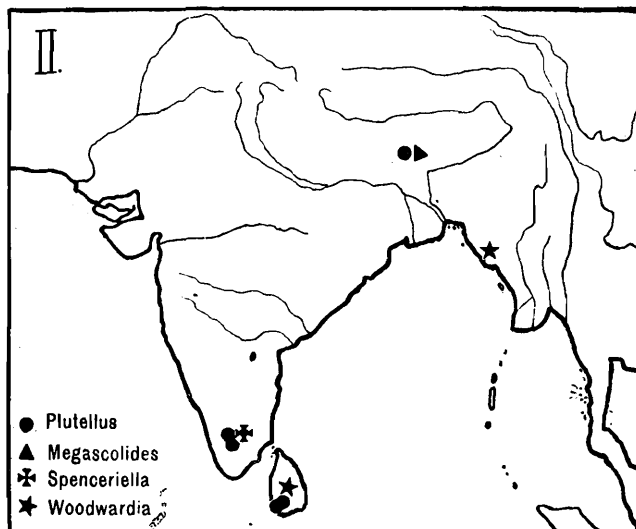 II.
Plutellus
Megascolides
Spenceriella
Woodwardia